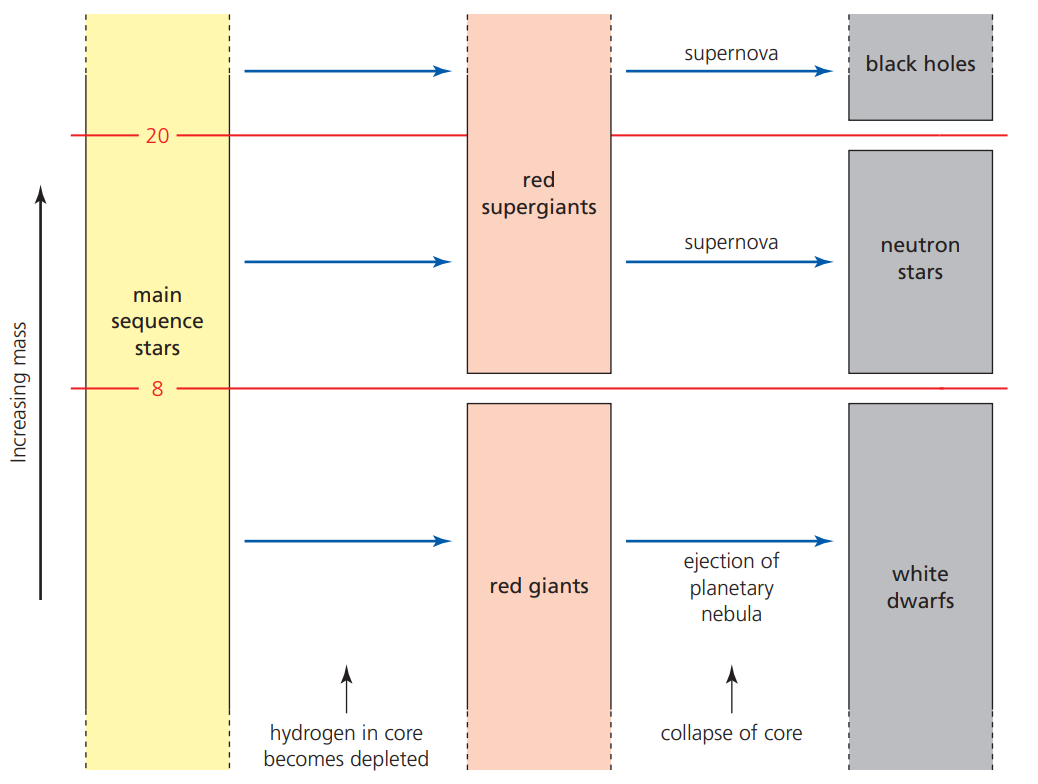 supernova
black holes
20
red
supergiants
supernova
neutron
stars
main
sequence
stars
Increasing mass
8
ejection of
planetary
nebula
red giants
white
dwarfs
hydrogen in core
becomes depleted
collapse of core